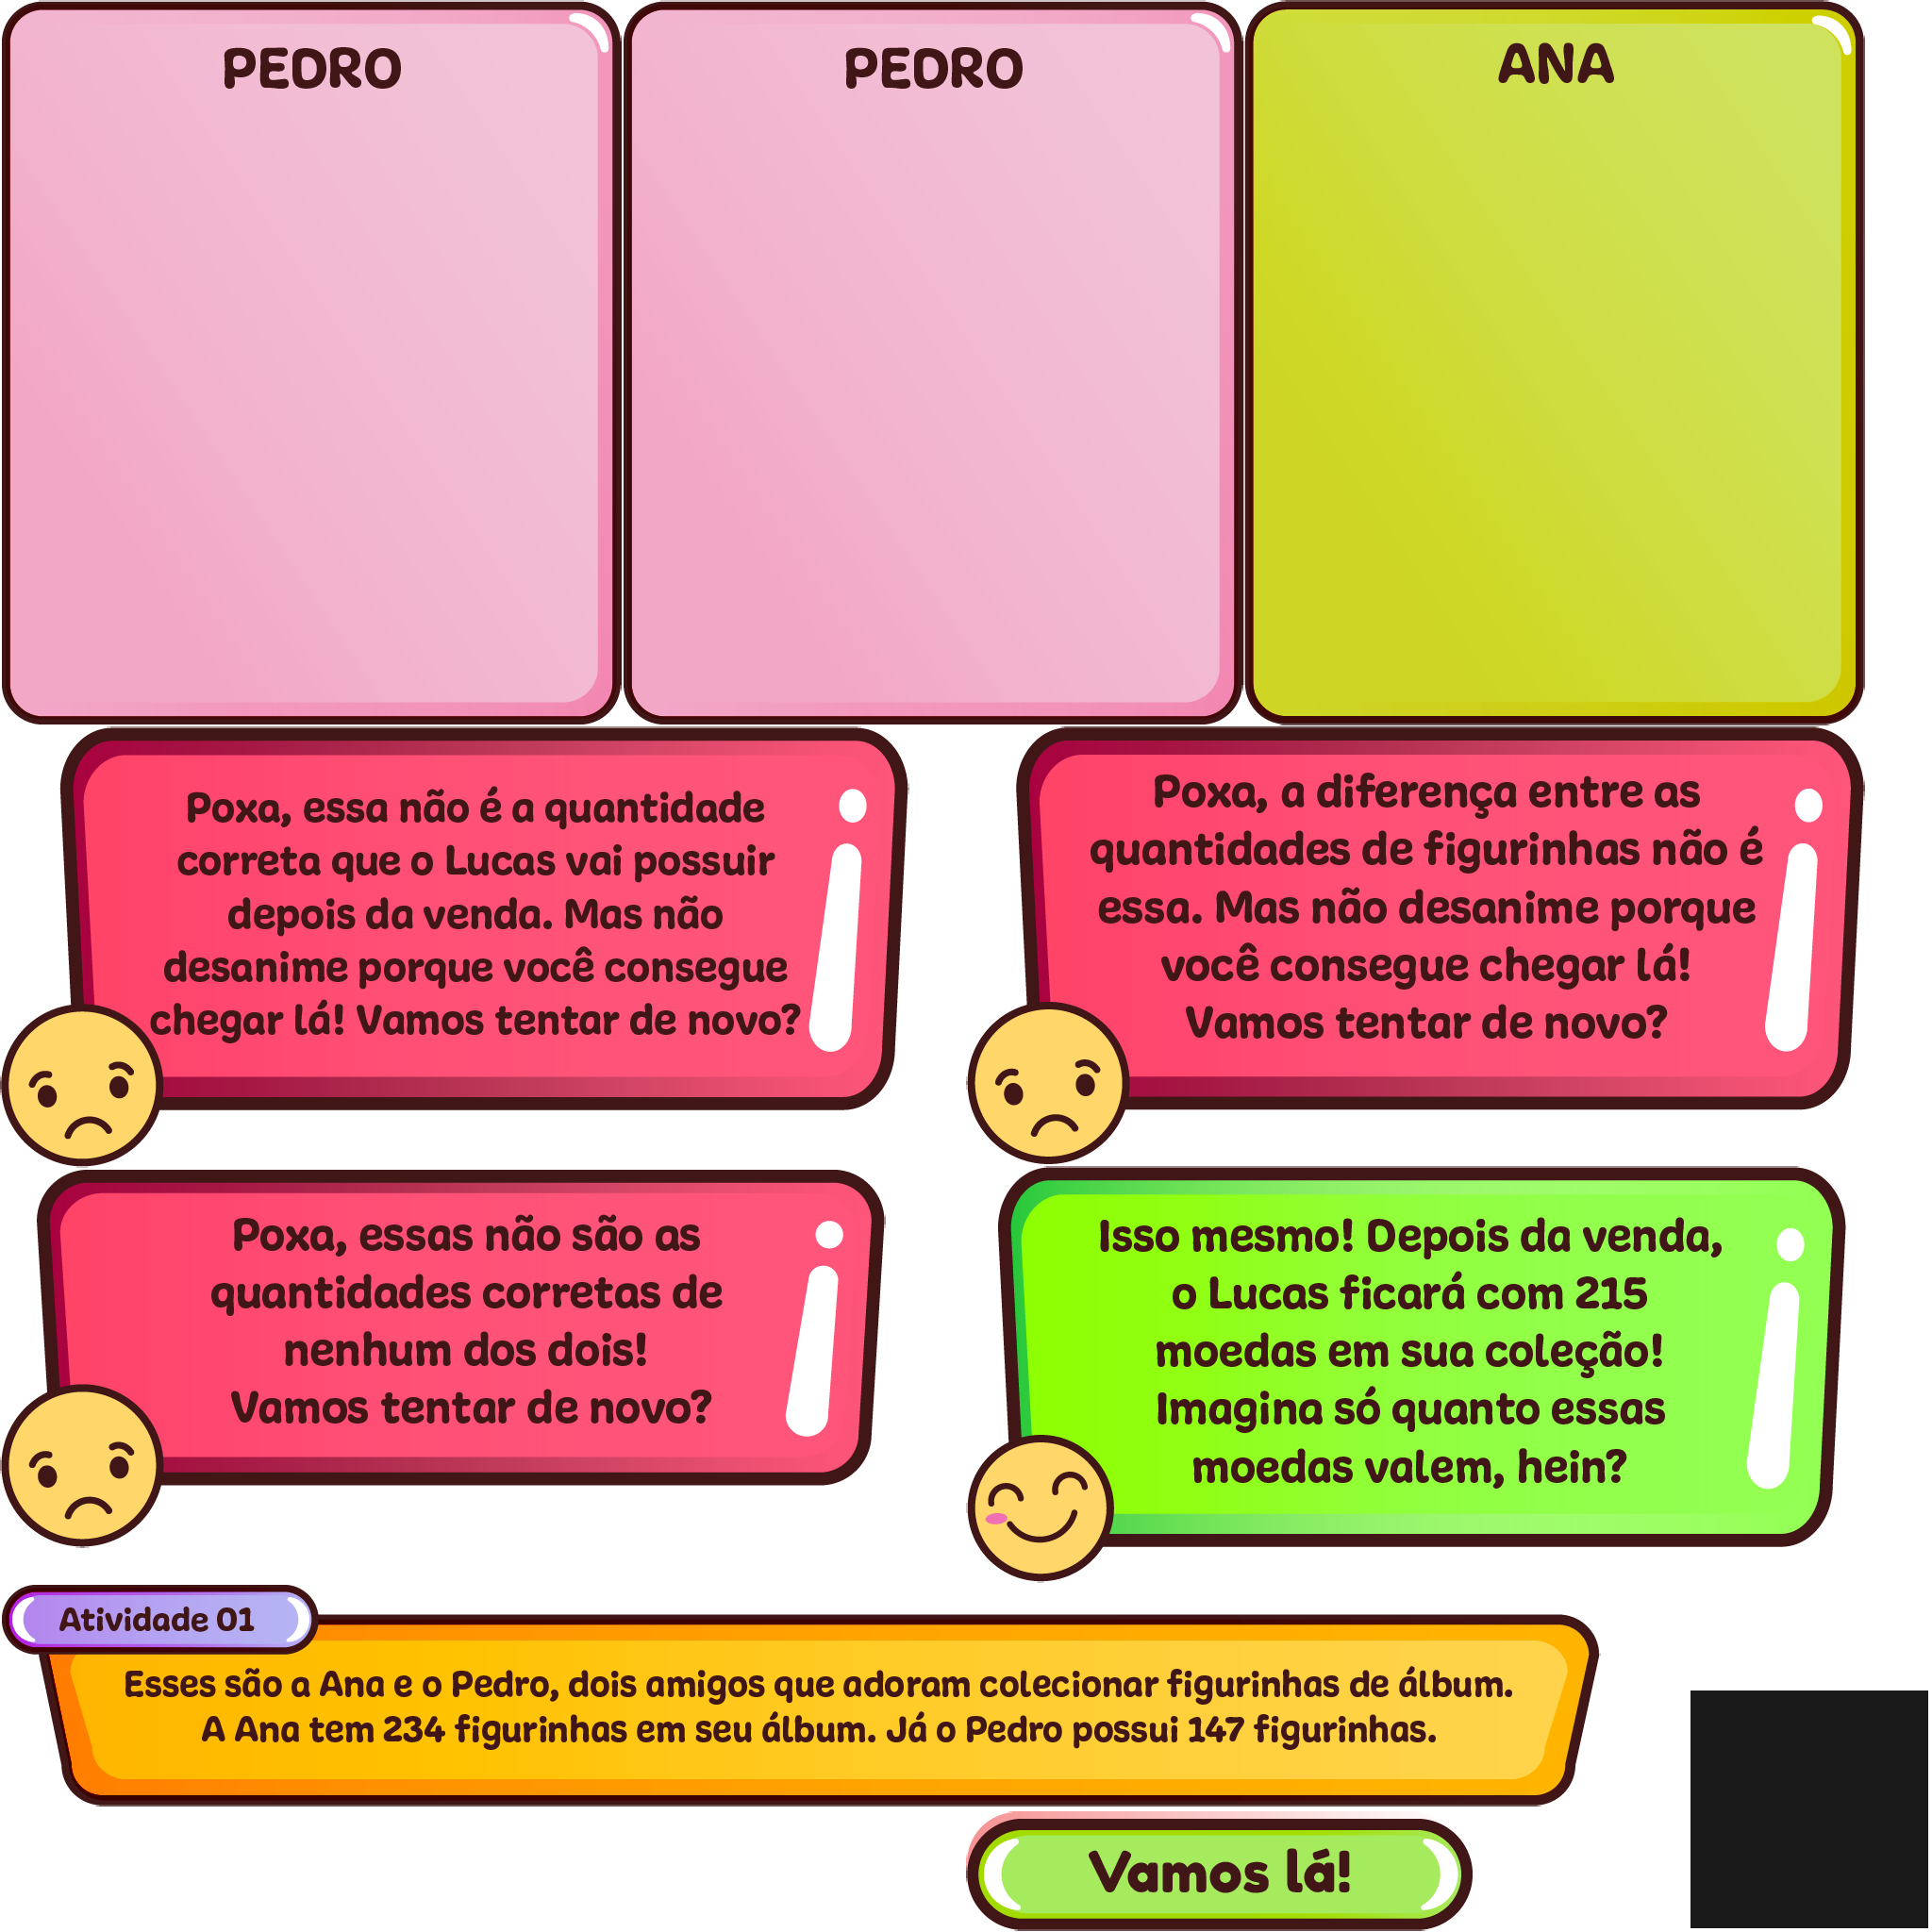 PEDRO
PEDRO
ANA
Poxa, essa não é a quantidade
correta que o Lucas vai possuir
depois da venda. Mas não
desanime porque você consegue
chegar lá! Vamos tentar de novo?
Poxa, a diferença entre as
quantidades de figurinhas não é
essa. Mas não desanime porque
você consegue chegar lá!
Vamos tentar de novo?
Poxa, essas não são as
quantidades corretas de
nenhum dos dois!
Vamos tentar de novo?
Isso mesmo! Depois da venda,
o Lucas ficará com 215
moedas em sua coleção!
Imagina só quanto essas
moedas valem, hein?
Atividade 01
Esses são a Ana e o Pedro, dois amigos que adoram colecionar figurinhas de álbum.
A Ana tem 234 figurinhas em seu álbum. Já o Pedro possui 147 figurinhas.
Vamos lá!